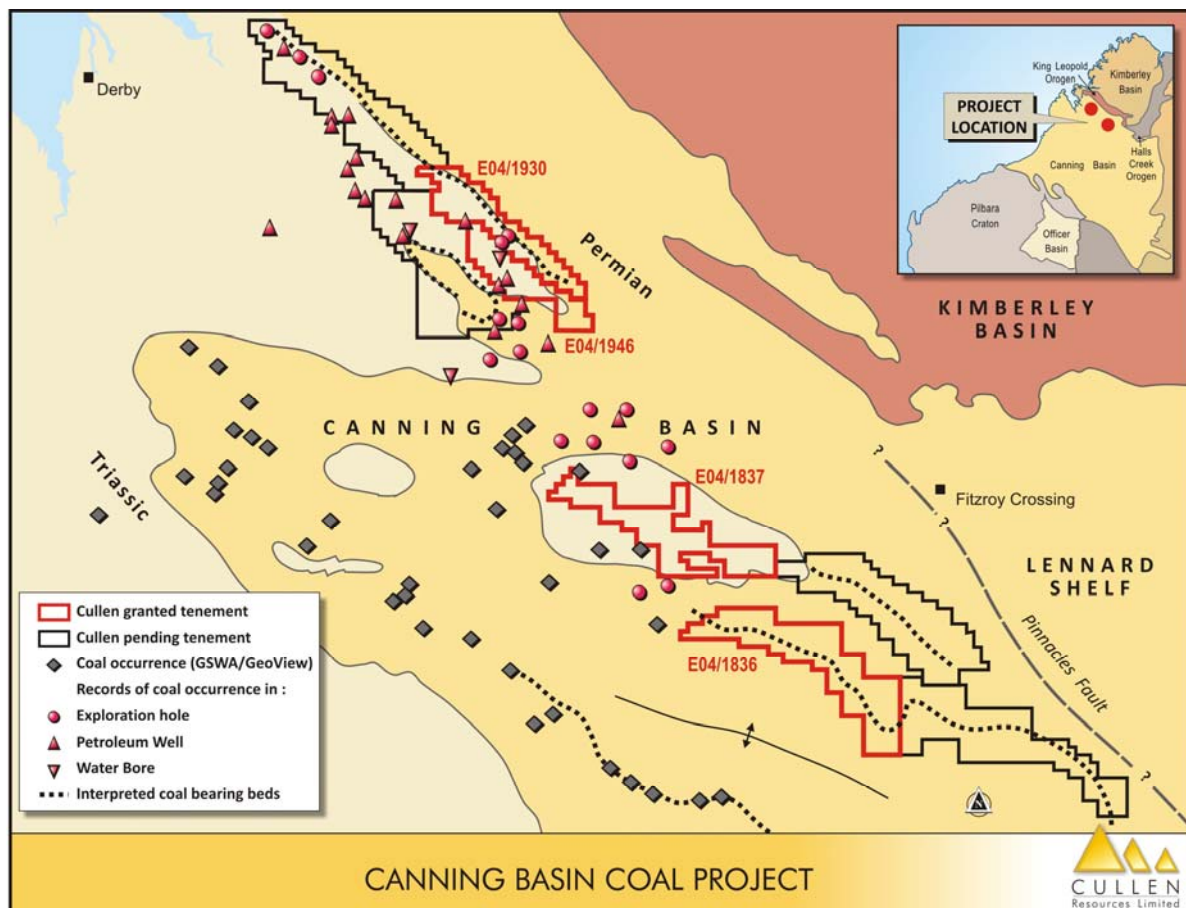 Derby
E04/1930
Permian
E04/1946
KIMBERLEY
BASIN
King Leopold
Orogen
Kimberley
Basin
PROJECT
LOCATION
Halls
Creek
Orogen
Canning Basin
Pilbara
Craton
Officer
Basin
CANNING BASIN
Triassic
E04/1837
?
Fitzroy Crossing
?
LENNARD
SHELF
Pinnacles Fault
E04/1836
?
N
Cullen granted tenement
Cullen pending tenement
Coal occurrence (GSWA/GeoView)
Records of coal occurrence in :
Exploration hole
Petroleum Well
Water Bore
Interpreted coal bearing beds
CANNING BASIN COAL PROJECT
CULLEN
Resources Limited